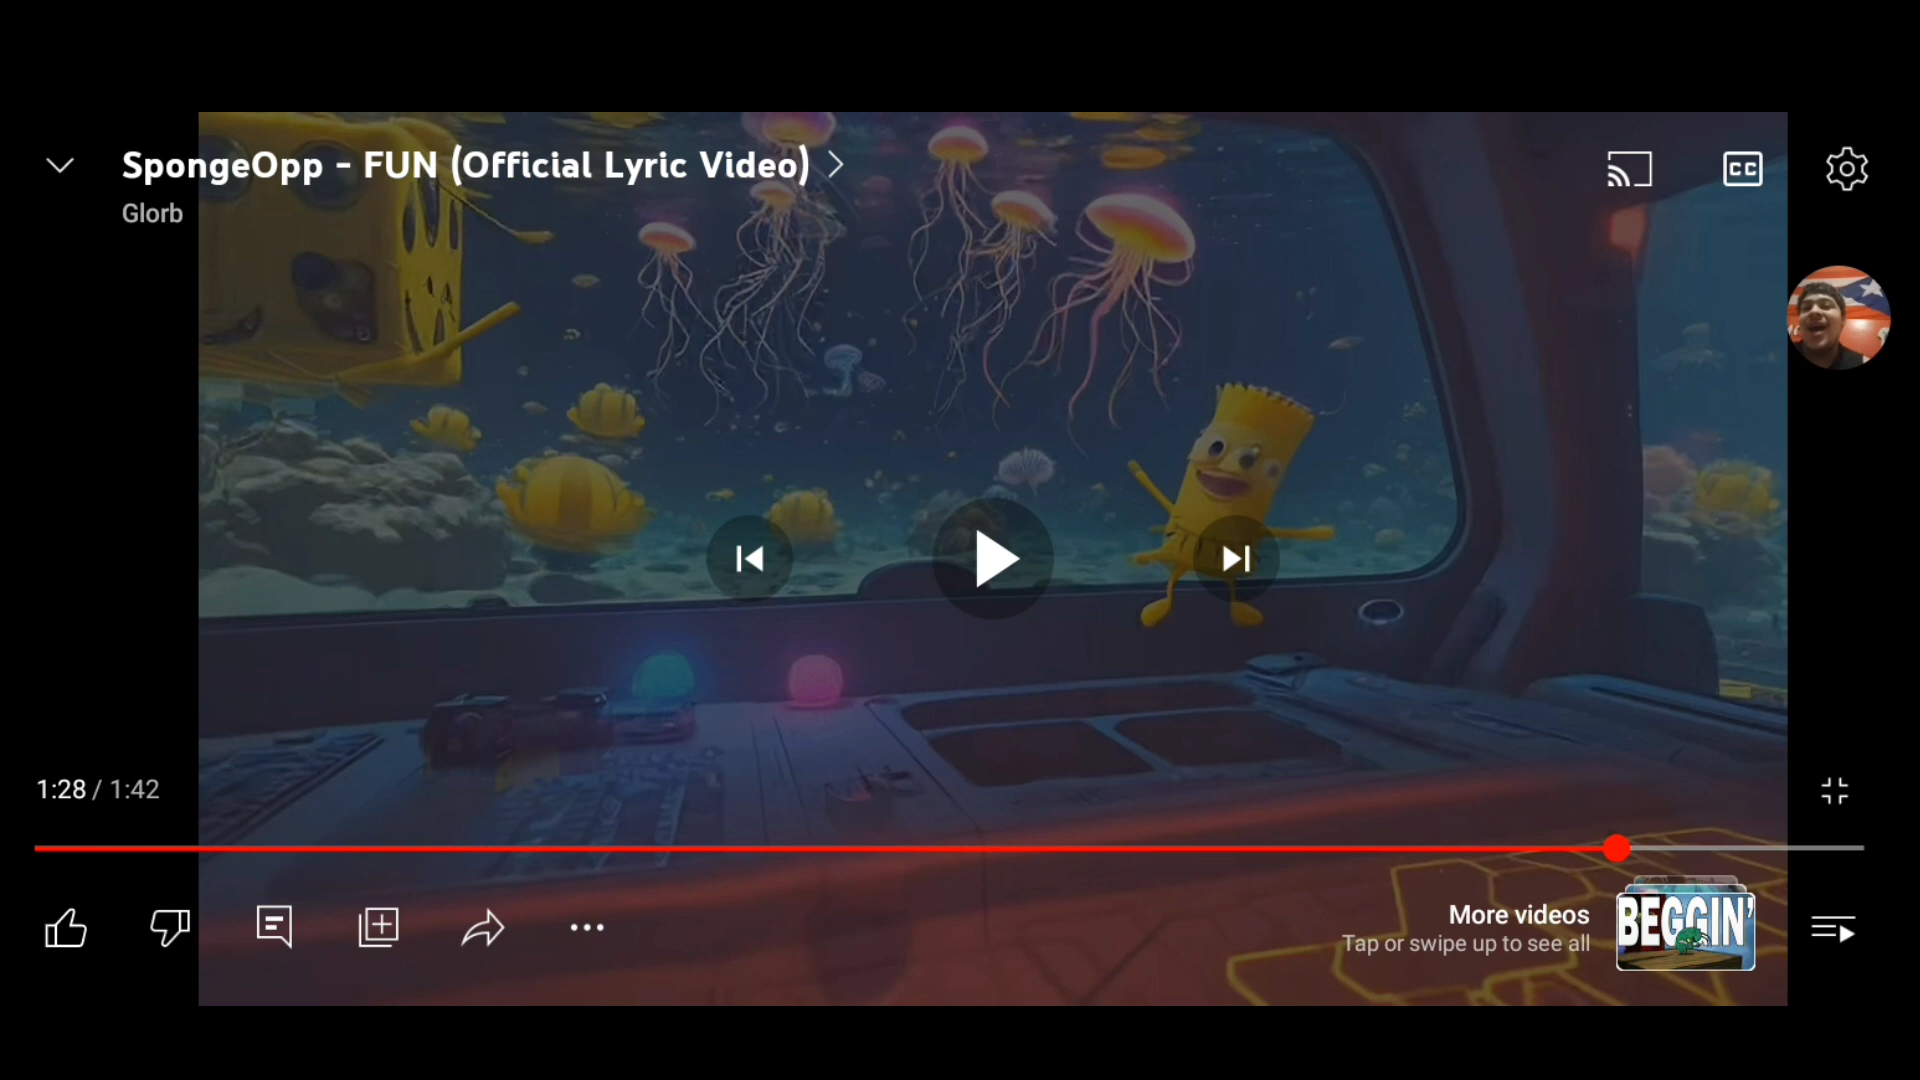 SpongeOpp - FUN (Official Lyric Video)
Glorb
CC
1:28 / 1:42
More videos
Tap or swipe up to see all
BEGGIN'